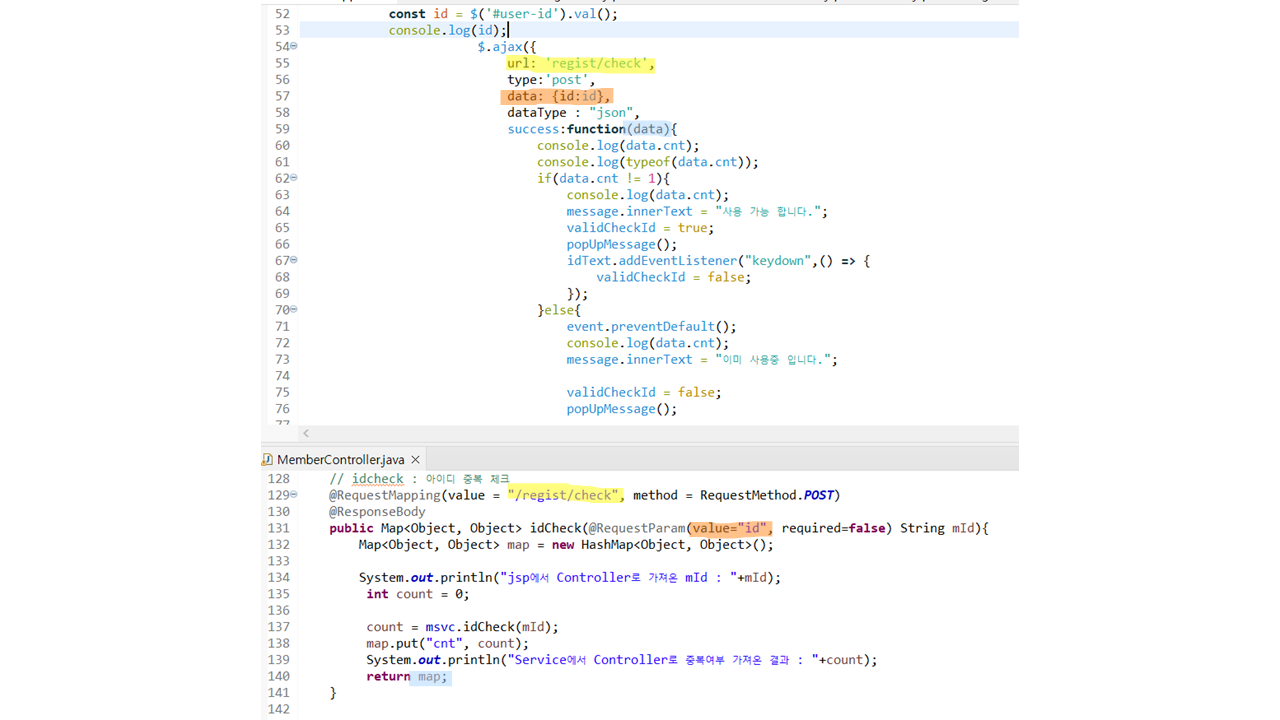 52 const id = $('#user-id').val();
53 console.log(id);
54 $.ajax({
55 url: 'regist/check',
56 type:'post',
57 data: {id:id},
58 dataType : "json",
59 success:function(data){
60 console.log(data.cnt);
61 console.log(typeof(data.cnt));
62 if(data.cnt != 1){
63 console.log(data.cnt);
64 message.innerText = "사용 가능 합니다.";
65 validCheckId = true;
66 popUpMessage();
67 idText.addEventListener("keydown",() => {
68 validCheckId = false;
69 });
70 }else{
71 event.preventDefault();
72 console.log(data.cnt);
73 message.innerText = "이미 사용중 입니다.";
74
75 validCheckId = false;
76 popUpMessage();
77
MemberController.java
128 // idcheck : 아이디 중복 체크
129 @RequestMapping(value = "/regist/check", method = RequestMethod.POST)
130 @ResponseBody
131 public Map<Object, Object> idCheck(@RequestParam(value="id", required=false) String mId){
132 Map<Object, Object> map = new HashMap<Object, Object>();
133
134 System.out.println("jsp에서 Controller로 가져온 mId : "+mId);
135 int count = 0;
136
137 count = msvc.idCheck(mId);
138 map.put("cnt", count);
139 System.out.println("Service에서 Controller로 중복여부 가져온 결과 : "+count);
140 return map;
141 }
142